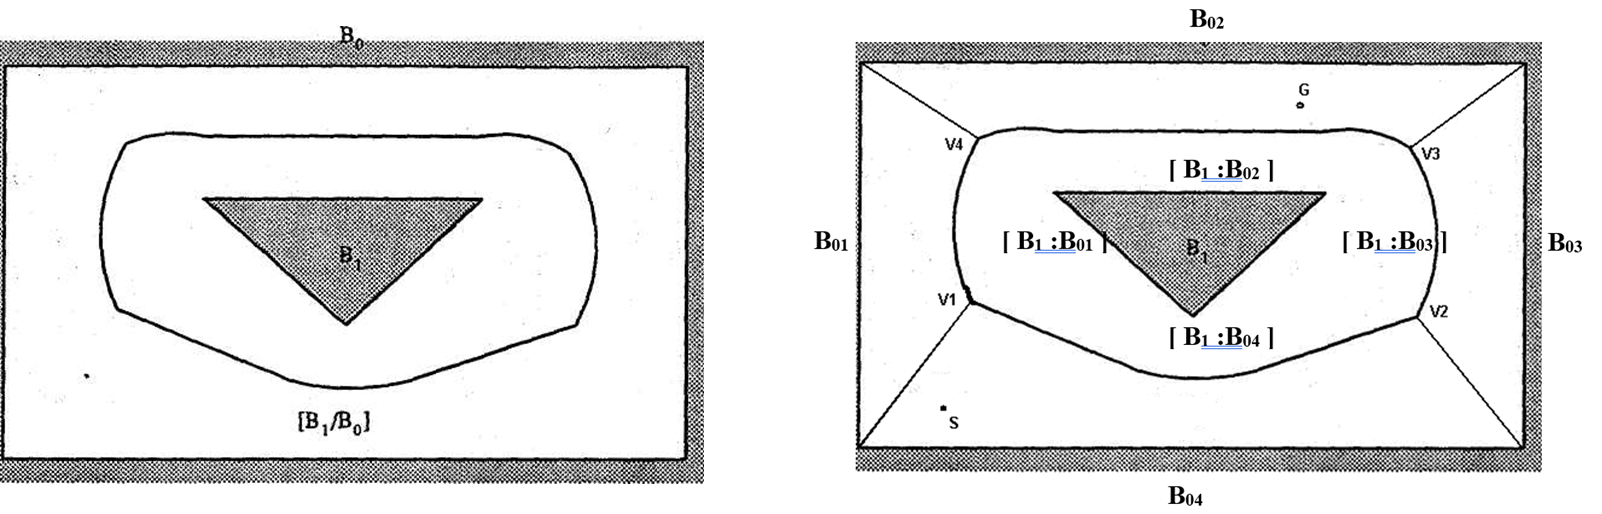 B0
B1
[B1/B0]
B02
G
V4
V3
[ B1 :B02 ]
B01
[ B1 :B01 ]
B1
[ B1 :B03 ]
B03
V1
V2
[ B1 :B04 ]
S
B04